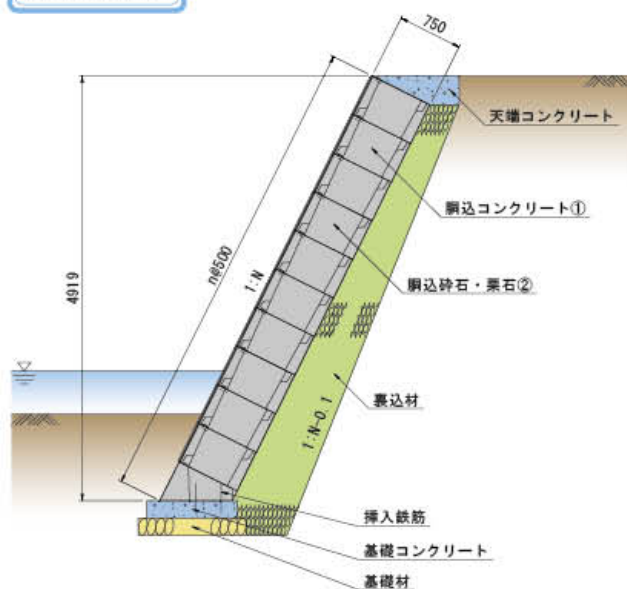 750
天端コンクリート
胴込コンクリート①
n@500
1:N
胴込砕石・栗石②
4919
裏込材
1:N-0.1
挿入鉄筋
基礎コンクリート
基礎材